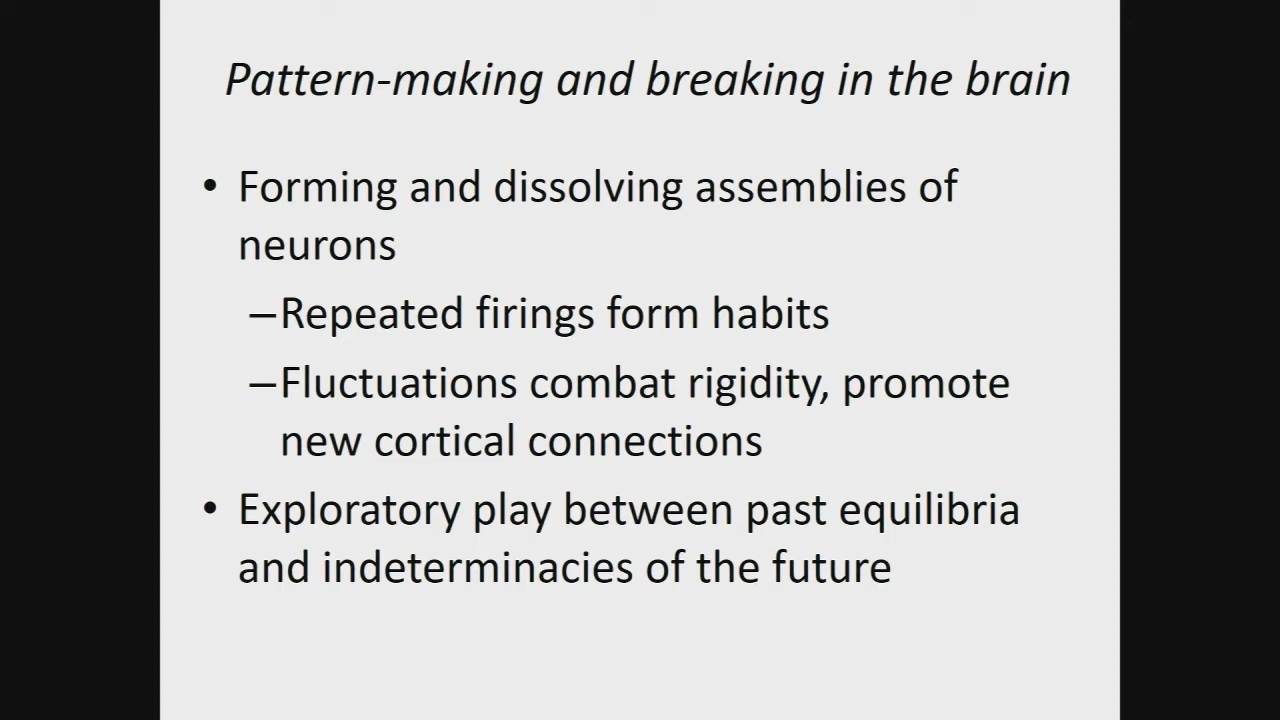 Pattern-making and breaking in the brain
• Forming and dissolving assemblies of
neurons
–Repeated firings form habits
–Fluctuations combat rigidity, promote
new cortical connections
• Exploratory play between past equilibria
and indeterminacies of the future